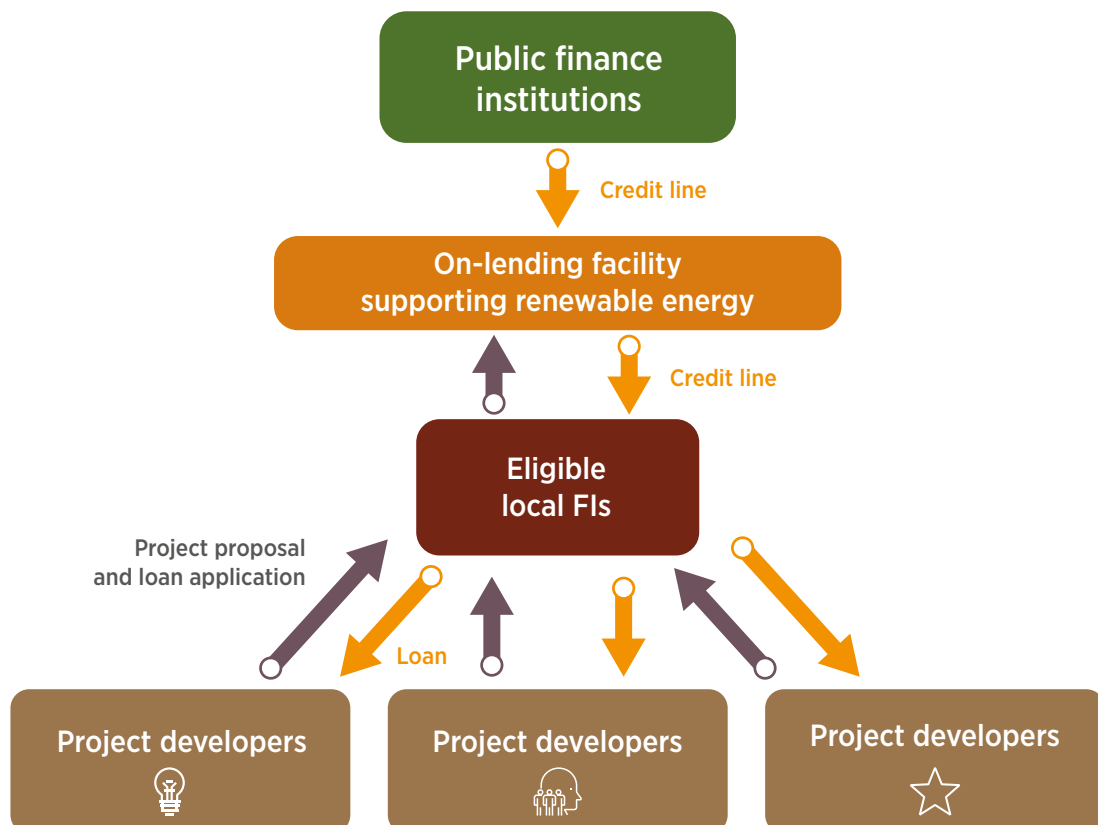 Public finance
institutions
Credit line
On-lending facility
supporting renewable energy
Credit line
Eligible
local FIs
Project proposal
and loan application
Loan
Project developers
Project developers
Project developers